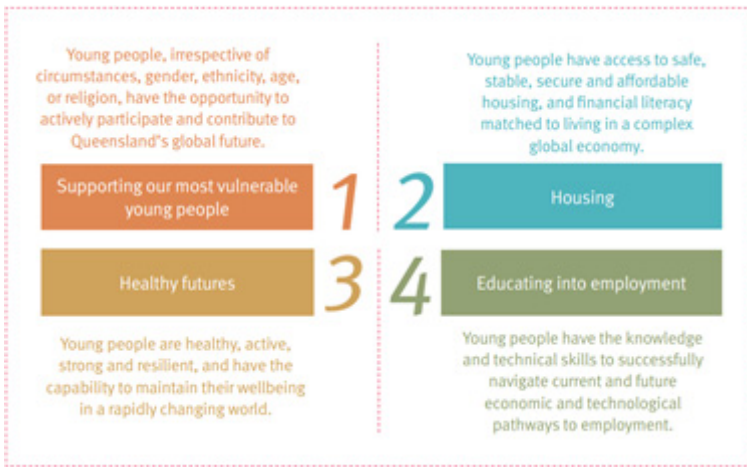 Young people, irrespective of
circumstances, gender, ethnicity, age,
or religion, have the opportunity to
actively participate and contribute to
Queensland's global future.
Supporting our most vulnerable
young people
1
Young people have access to safe,
stable, secure and affordable
housing, and financial literacy
matched to living in a complex
global economy.
2
Housing
Healthy futures
3
Young people are healthy, active,
strong and resilient, and have the
capability to maintain their wellbeing
in a rapidly changing world.
4
Educating into employment
Young people have the knowledge
and technical skills to successfully
navigate current and future
economic and technological
pathways to employment.